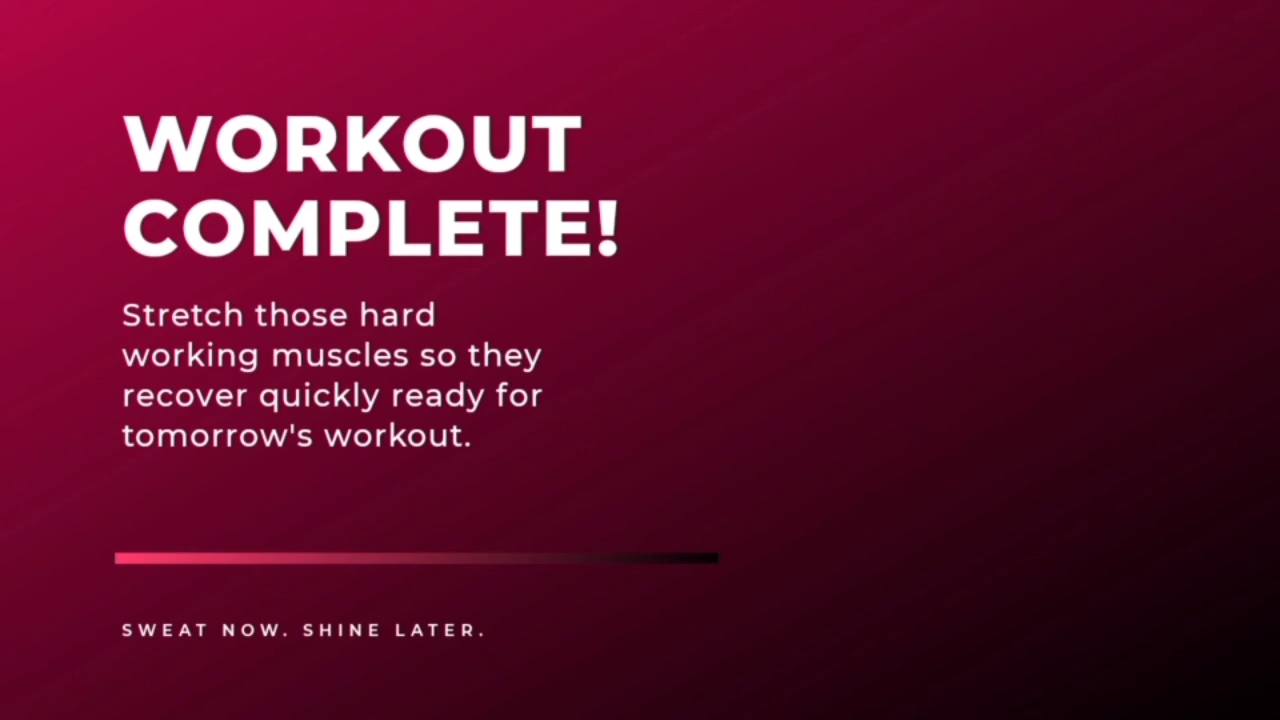 WORKOUT
COMPLETE!
Stretch those hard
working muscles so they
recover quickly ready for
tomorrow's workout.
SWEAT NOW. SHINE LATER.